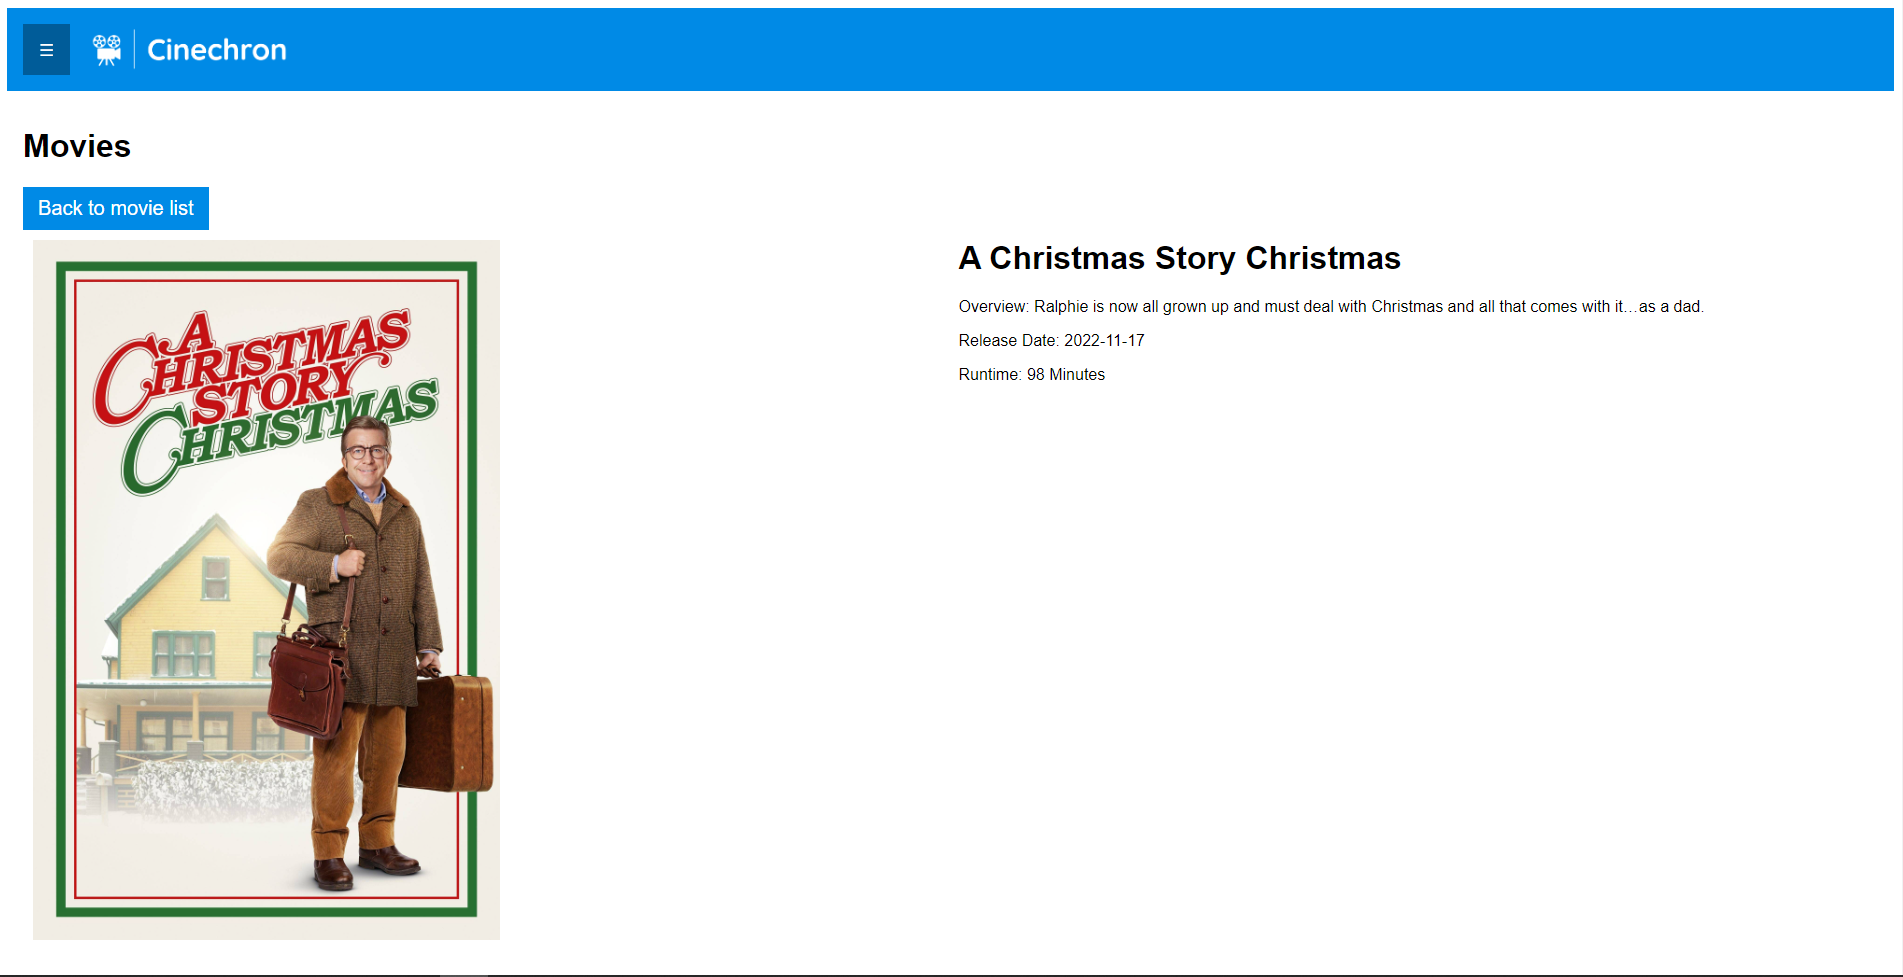 Cinechron
Movies
Back to movie list
A
CHRISTMAS
STORY
CHRISTMAS
A Christmas Story Christmas
Overview: Ralphie is now all grown up and must deal with Christmas and all that comes with it…as a dad.
Release Date: 2022-11-17
Runtime: 98 Minutes